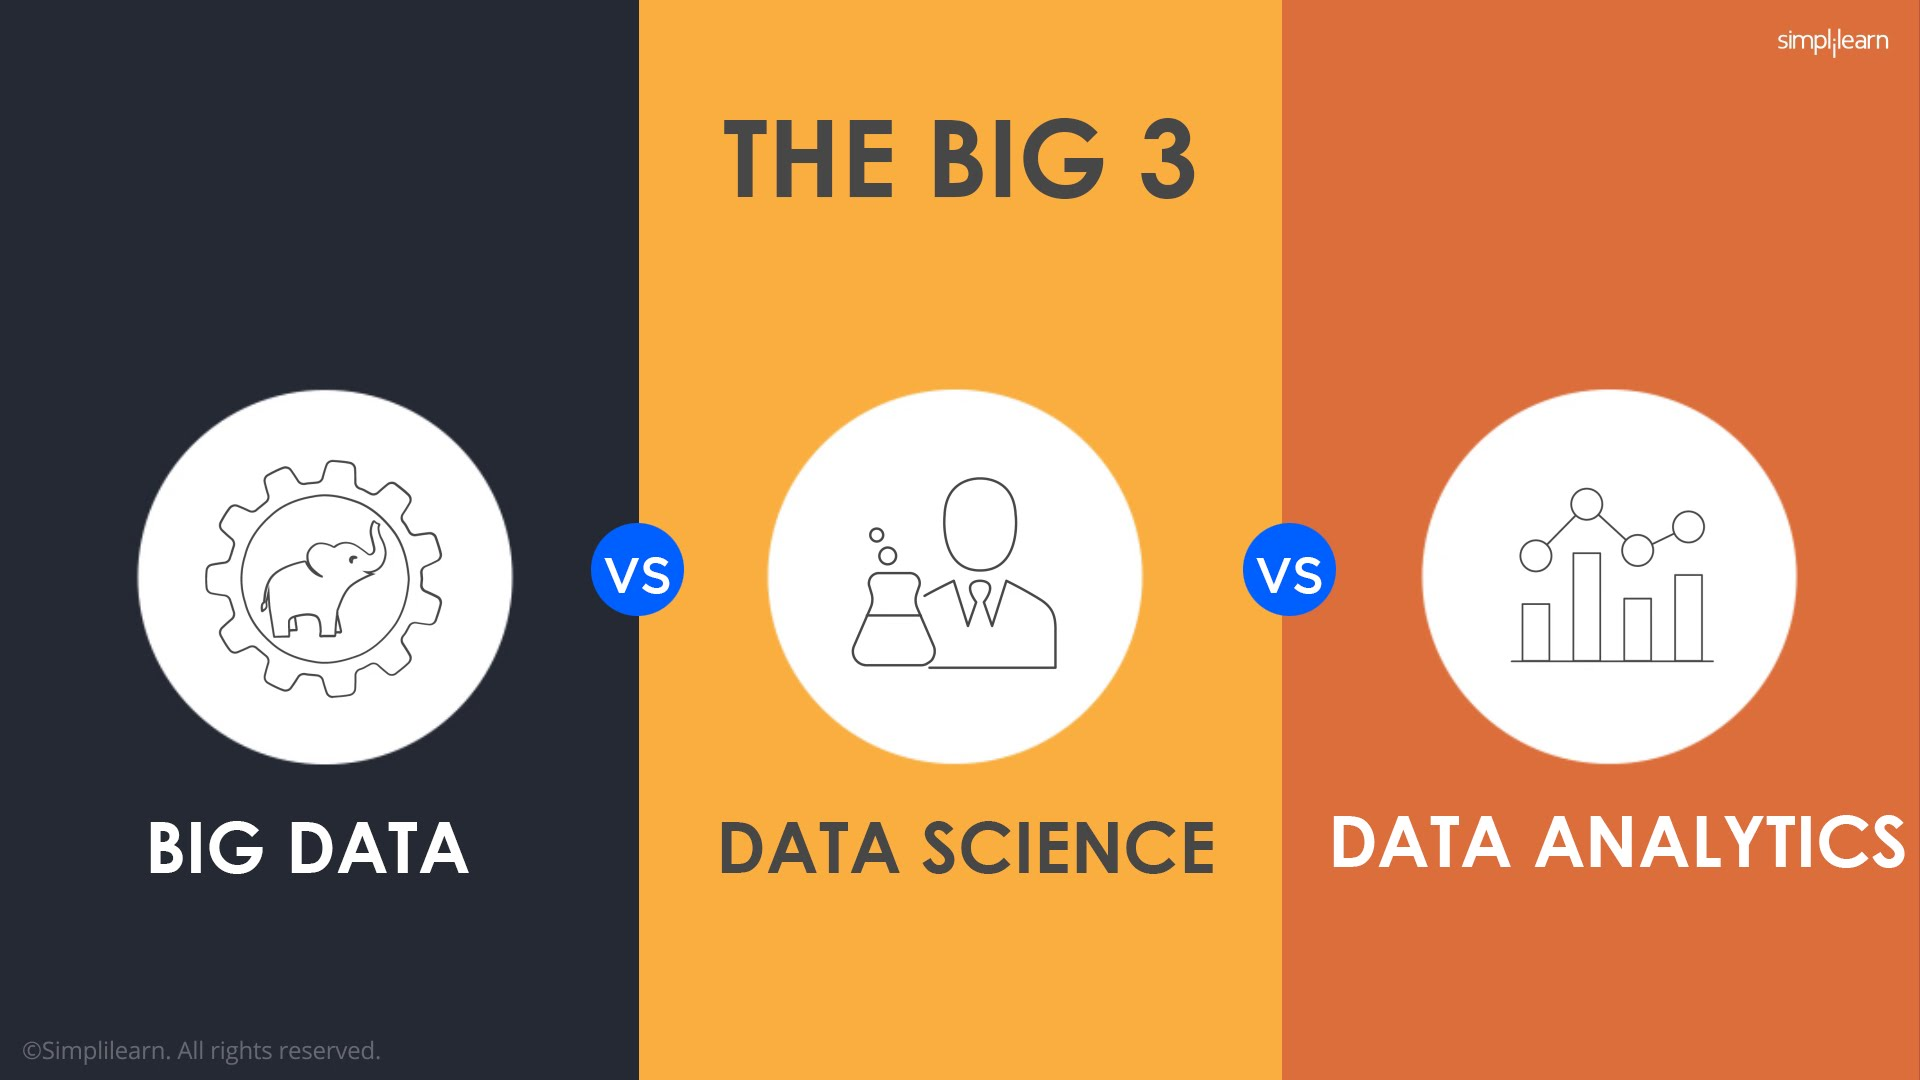 simplilearn
THE BIG 3
VS
VS
BIG DATA
DATA SCIENCE
DATA ANALYTICS
©Simplilearn. All rights reserved.